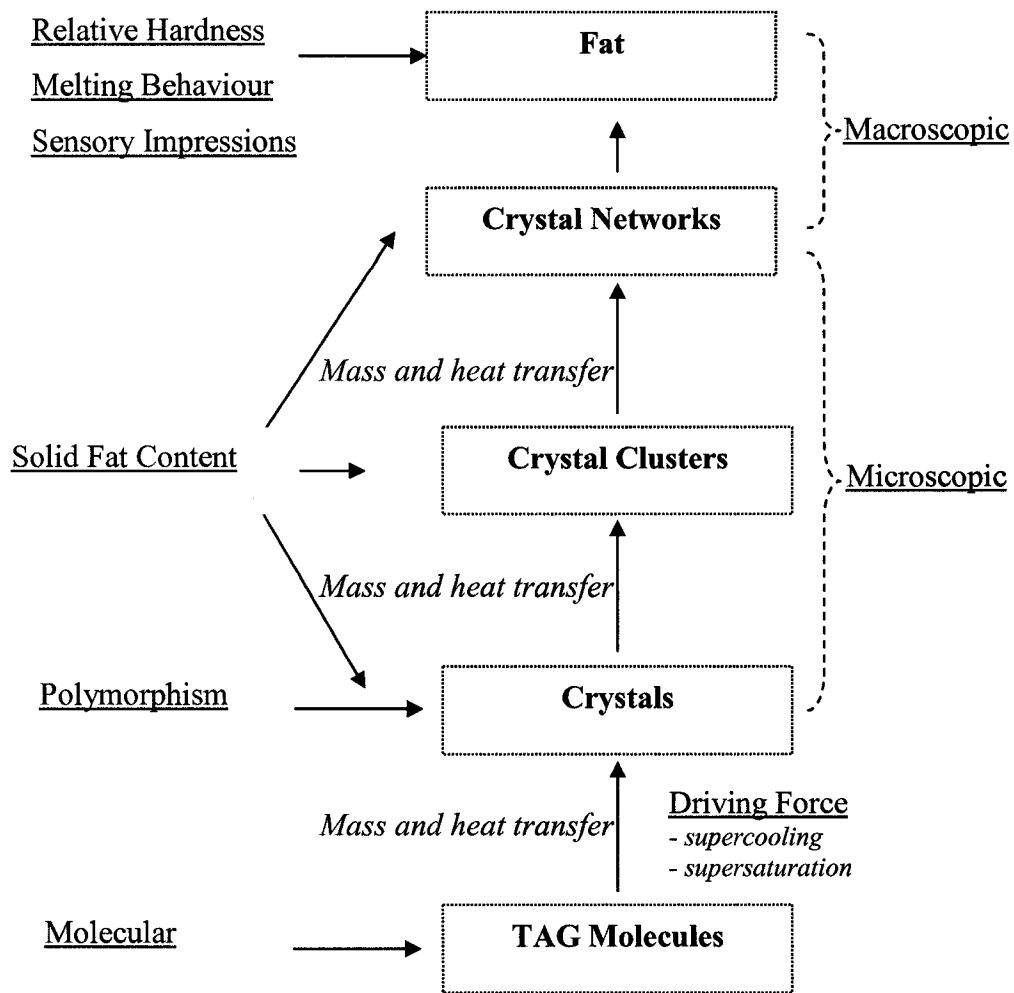 Relative Hardness
Fat
Melting Behaviour
Macroscopic
Sensory Impressions
Crystal Networks
Mass and heat transfer
Solid Fat Content
Crystal Clusters
Microscopic
Mass and heat transfer
Polymorphism
Crystals
Driving Force
Mass and heat transfer
- supercooling
- supersaturation
Molecular
TAG Molecules